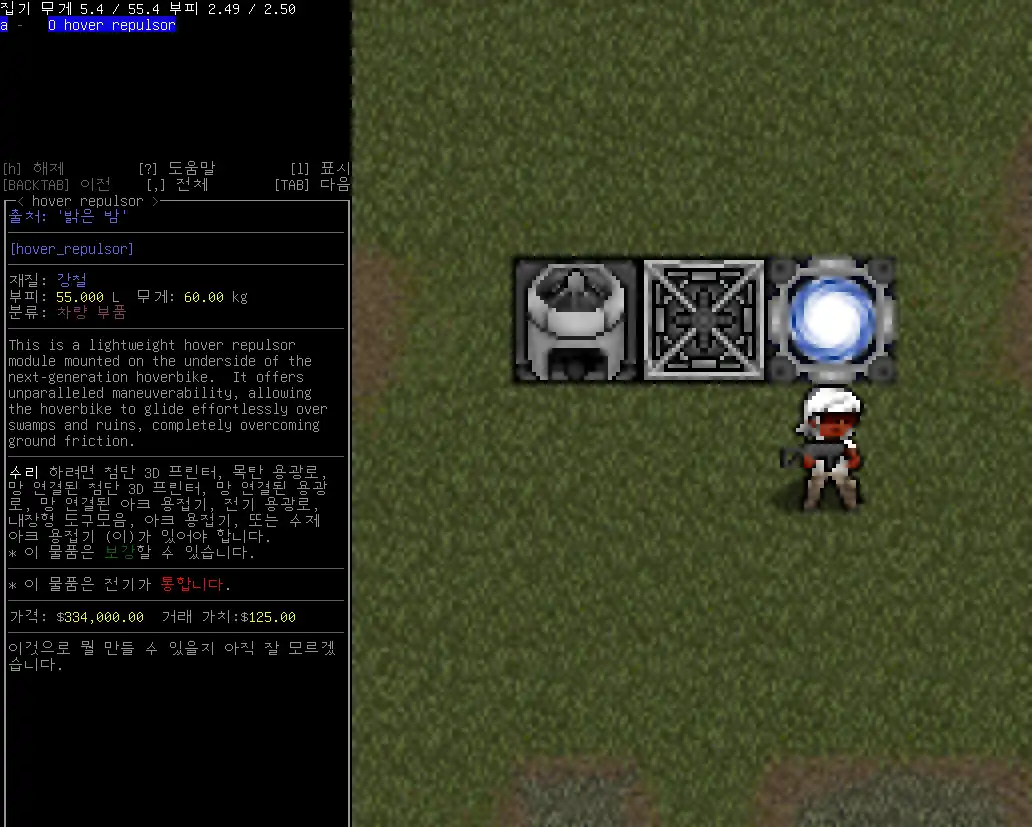 집기 무게 5.4 / 55.4 부피 2.49 / 2.50
a - O hover repulsor
[h] 해제 [?] 도움말 [l] 표시
[BACKTAB] 이전 [,] 전체 [TAB] 다음
< hover repulsor >
출처: '밝은 밤'
[hover_repulsor]
재질: 강철
부피: 55.000 L 무게: 60.00 kg
분류: 차량 부품
This is a lightweight hover repulsor
module mounted on the underside of the
next-generation hoverbike. It offers
unparalleled maneuverability, allowing
the hoverbike to glide effortlessly over
swamps and ruins, completely overcoming
ground friction.
수리 하려면 첨단 3D 프린터, 목탄 용광로,
망 연결된 첨단 3D 프린터, 망 연결된 용광
로, 망 연결된 아크 용접기, 전기 용광로,
내장형 도구모음, 아크 용접기, 또는 수제
아크 용접기 (이)가 있어야 합니다.
* 이 물품은 보강할 수 있습니다.
* 이 물품은 전기가 통합니다.
가격: $334,000.00 거래 가치:$125.00
이것으로 뭘 만들 수 있을지 아직 잘 모르겠
습니다.